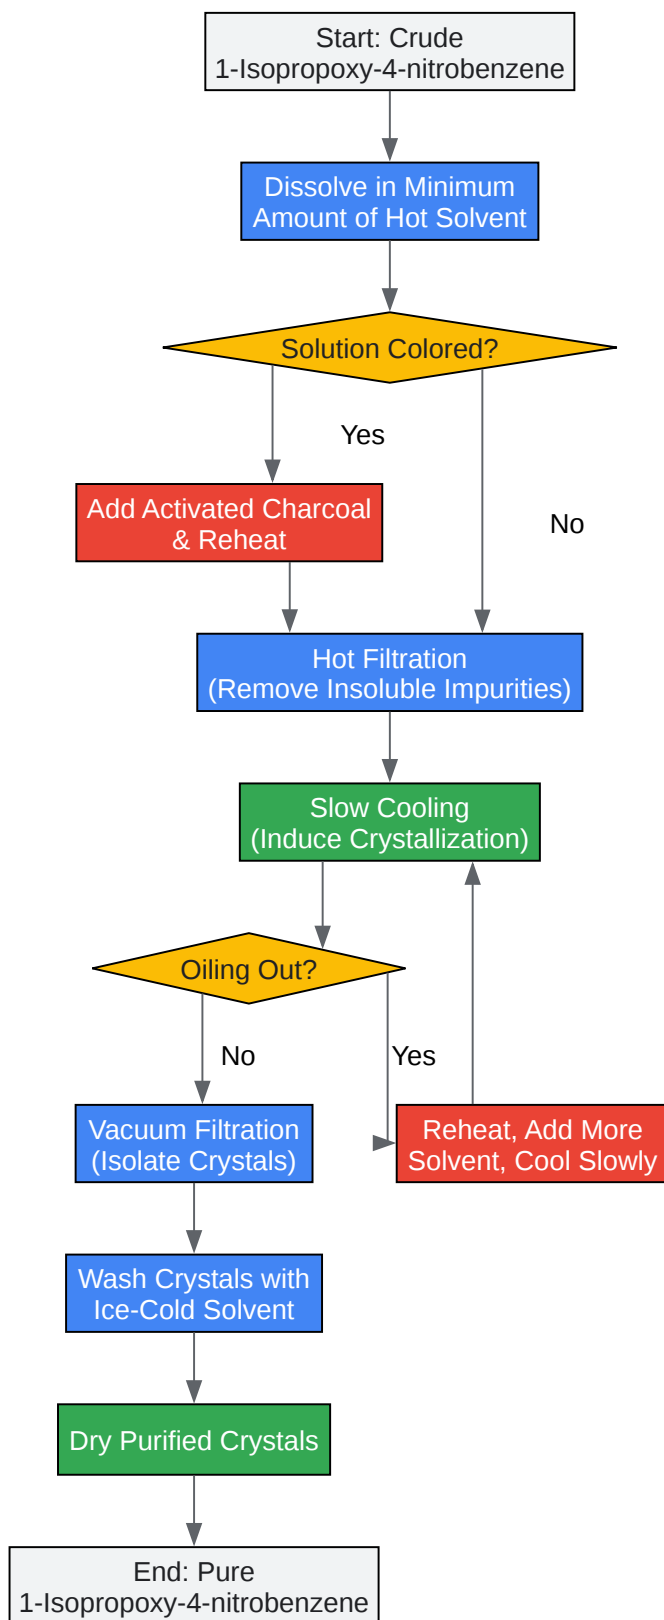 Start: Crude
1-Isopropoxy-4-nitrobenzene
Dissolve in Minimum
Amount of Hot Solvent
Solution Colored?
Yes
Add Activated Charcoal
& Reheat
No
Hot Filtration
(Remove Insoluble Impurities)
Slow Cooling
(Induce Crystallization)
Oiling Out?
No
Yes
Vacuum Filtration
(Isolate Crystals)
Reheat, Add More
Solvent, Cool Slowly
Wash Crystals with
Ice-Cold Solvent
Dry Purified Crystals
End: Pure
1-Isopropoxy-4-nitrobenzene